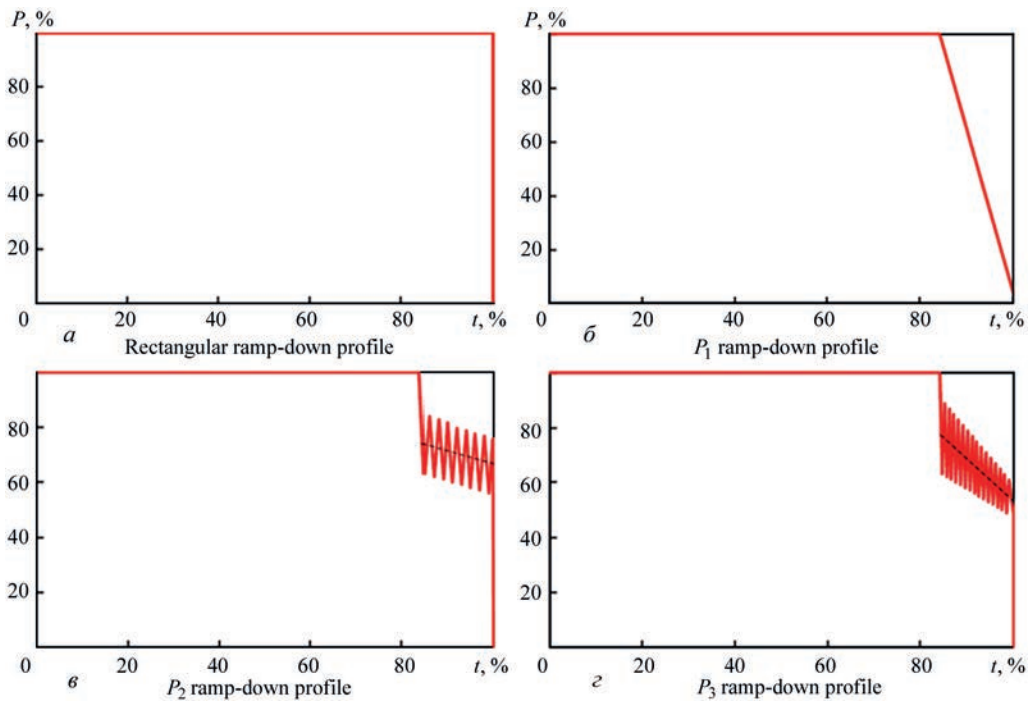 P, %
80
60
40
20
0 20 40 60 80 t, %
а
Rectangular ramp-down profile
P, %
80
60
40
20
0 20 40 60 80 t, %
б
P₁ ramp-down profile
80
60
40
20
0 20 40 60 80 t, %
в
P₂ ramp-down profile
80
60
40
20
0 20 40 60 80 t, %
г
P₃ ramp-down profile